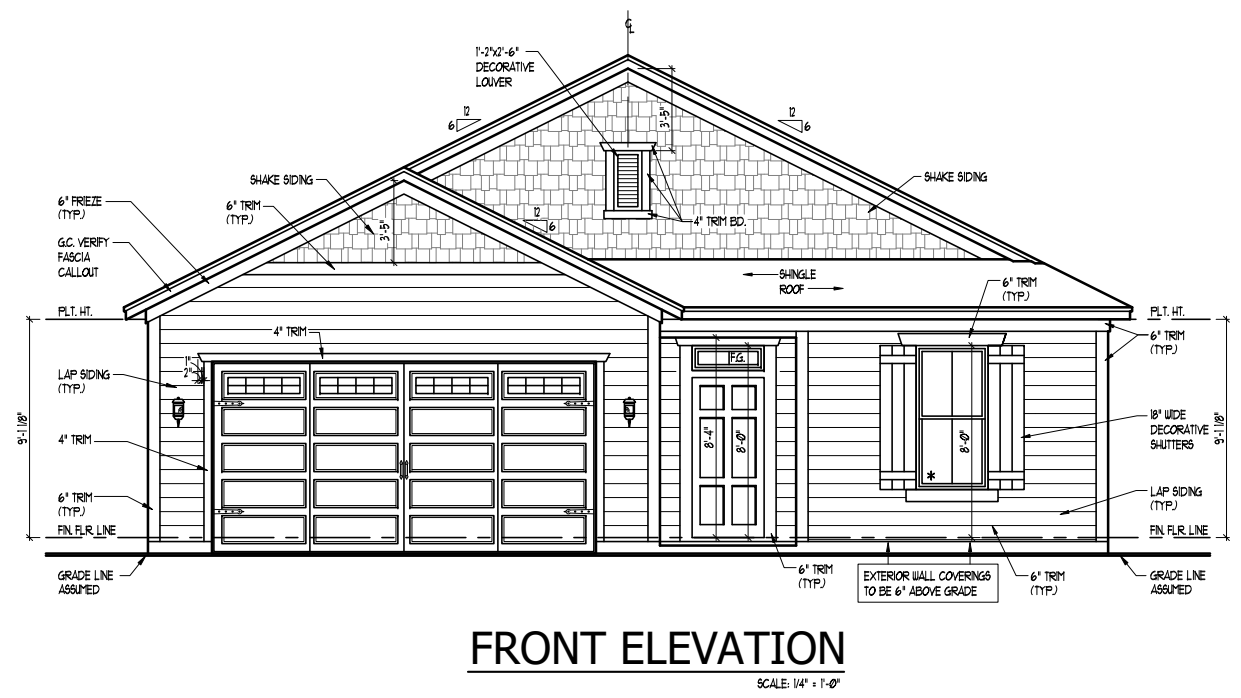 ℄
1'-2"x2'-6"
DECORATIVE
LOUVER
12
6
12
6
3'-5"
SHAKE SIDING
SHAKE SIDING
6" FRIEZE
(TYP.)
6" TRIM
(TYP.)
12
6
3'-5"
4" TRIM BD.
G.C. VERIFY
FASCIA
CALLOUT
SHINGLE
ROOF
6" TRIM
(TYP.)
PLT. HT.
PLT. HT.
4" TRIM
6" TRIM
(TYP.)
F.G.
1"
2"
LAP SIDING
(TYP.)
9'-1 1/8"
18" WIDE
DECORATIVE
SHUTTERS
9'-1 1/8"
4" TRIM
8'-4"
8'-0"
8'-0"
*
6" TRIM
(TYP.)
LAP SIDING
(TYP.)
FIN. FLR. LINE
FIN. FLR. LINE
GRADE LINE
ASSUMED
6" TRIM
(TYP.)
EXTERIOR WALL COVERINGS
TO BE 6" ABOVE GRADE
6" TRIM
(TYP.)
GRADE LINE
ASSUMED
FRONT ELEVATION
SCALE: 1/4" = 1'-0"